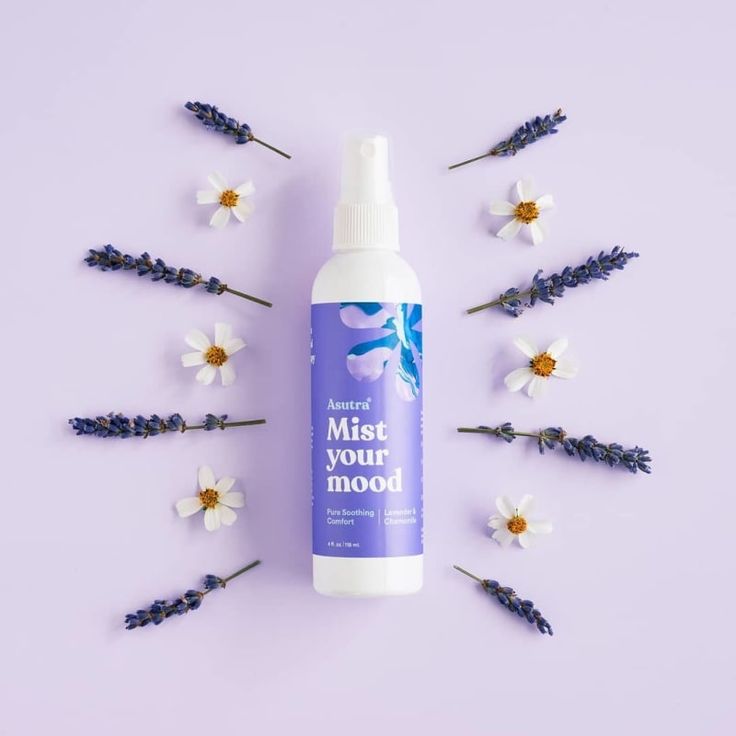 Asutra®
Mist
your
mood
Pure Soothing
Comfort
Lavender &
Chamomile
4 fl. oz. | 118 ml.